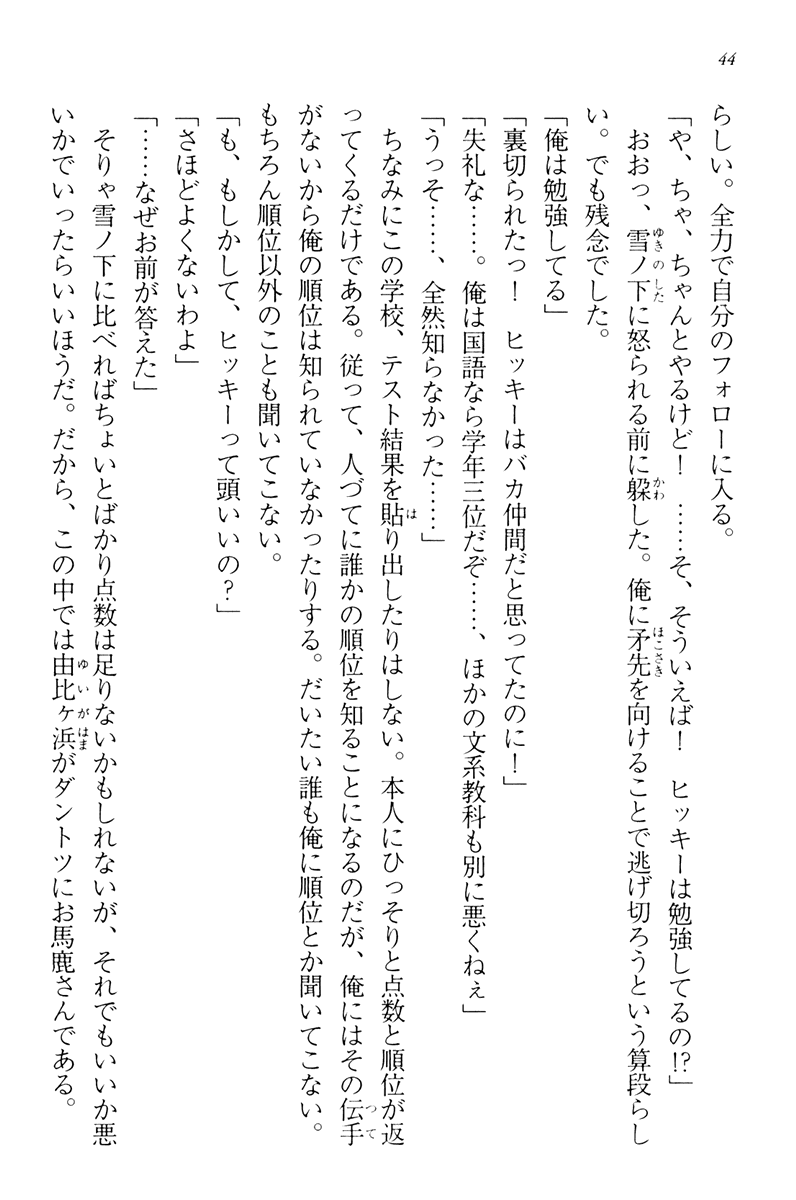 44
らしい。全力で自分のフォローに入る。
「や、ちゃ、ちゃんとやるけど！　……そ、そういえば！　ヒッキーは勉強してるの!?」
おおっ、雪ノ下に怒られる前に躱した。俺に矛先を向けることで逃げ切ろうという算段らし
い。でも残念でした。
「俺は勉強してる」
「裏切られたっ！　ヒッキーはバカ仲間だと思ってたのに！」
「失礼な……。俺は国語なら学年三位だぞ……、ほかの文系教科も別に悪くねぇ」
「うっそ……、全然知らなかった……」
ちなみにこの学校、テスト結果を貼り出したりはしない。本人にひっそりと点数と順位が返
ってくるだけである。従って、人づてに誰かの順位を知ることになるのだが、俺にはその伝手
がないから俺の順位は知られていなかったりする。だいたい誰も俺に順位とか聞いてこない。
もちろん順位以外のことも聞いてこない。
「も、もしかして、ヒッキーって頭いいの？」
「さほどよくないわよ」
「……なぜお前が答えた」
そりゃ雪ノ下に比べればちょいとばかり点数は足りないかもしれないが、それでもいいか悪
いかでいったらいいほうだ。だから、この中では由比ヶ浜がダントツにお馬鹿さんである。